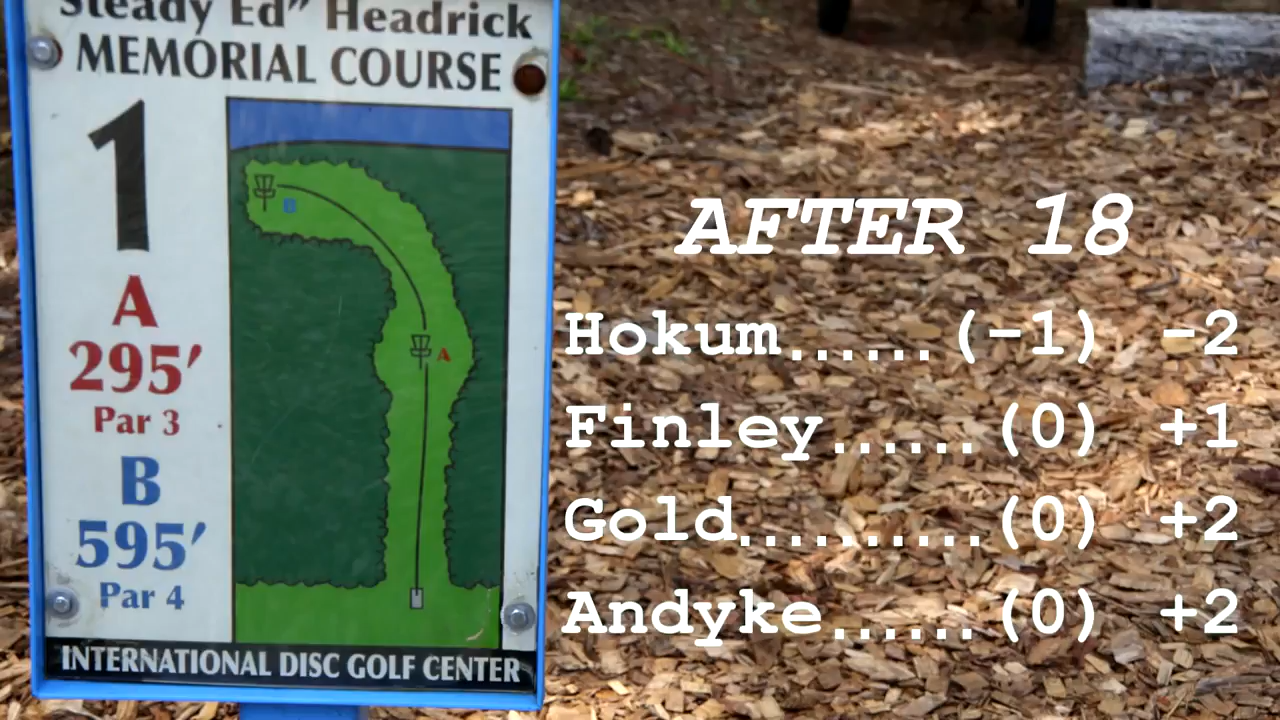 Steady Ed” Headrick
MEMORIAL COURSE
1
A
295′
Par 3
B
595′
Par 4
B
A
INTERNATIONAL DISC GOLF CENTER
AFTER 18
Hokum......(-1) -2
Finley......(0) +1
Gold..........(0) +2
Andyke......(0) +2